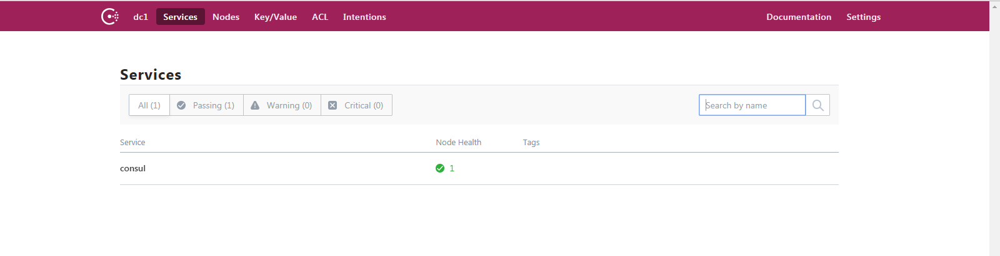 dc1 Services Nodes Key/Value ACL Intentions Documentation Settings
Services
All (1) Passing (1) Warning (0) Critical (0) Search by name
Service Node Health Tags
consul 1